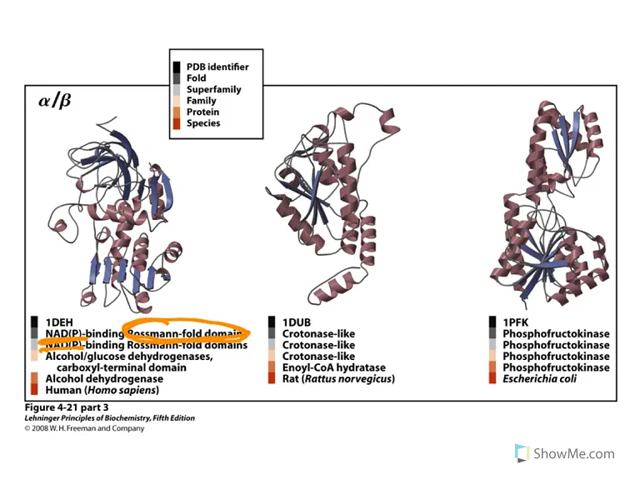 PDB identifier
Fold
Superfamily
Family
Protein
Species
α/β
1DEH
NAD(P)-binding Rossmann-fold domain
NAD(P)-binding Rossmann-fold domains
Alcohol/glucose dehydrogenases,
carboxyl-terminal domain
Alcohol dehydrogenase
Human (Homo sapiens)
1DUB
Crotonase-like
Crotonase-like
Crotonase-like
Enoyl-CoA hydratase
Rat (Rattus norvegicus)
1PFK
Phosphofructokinase
Phosphofructokinase
Phosphofructokinase
Phosphofructokinase
Escherichia coli
Figure 4-21 part 3
Lehninger Principles of Biochemistry, Fifth Edition
© 2008 W. H. Freeman and Company
ShowMe.com